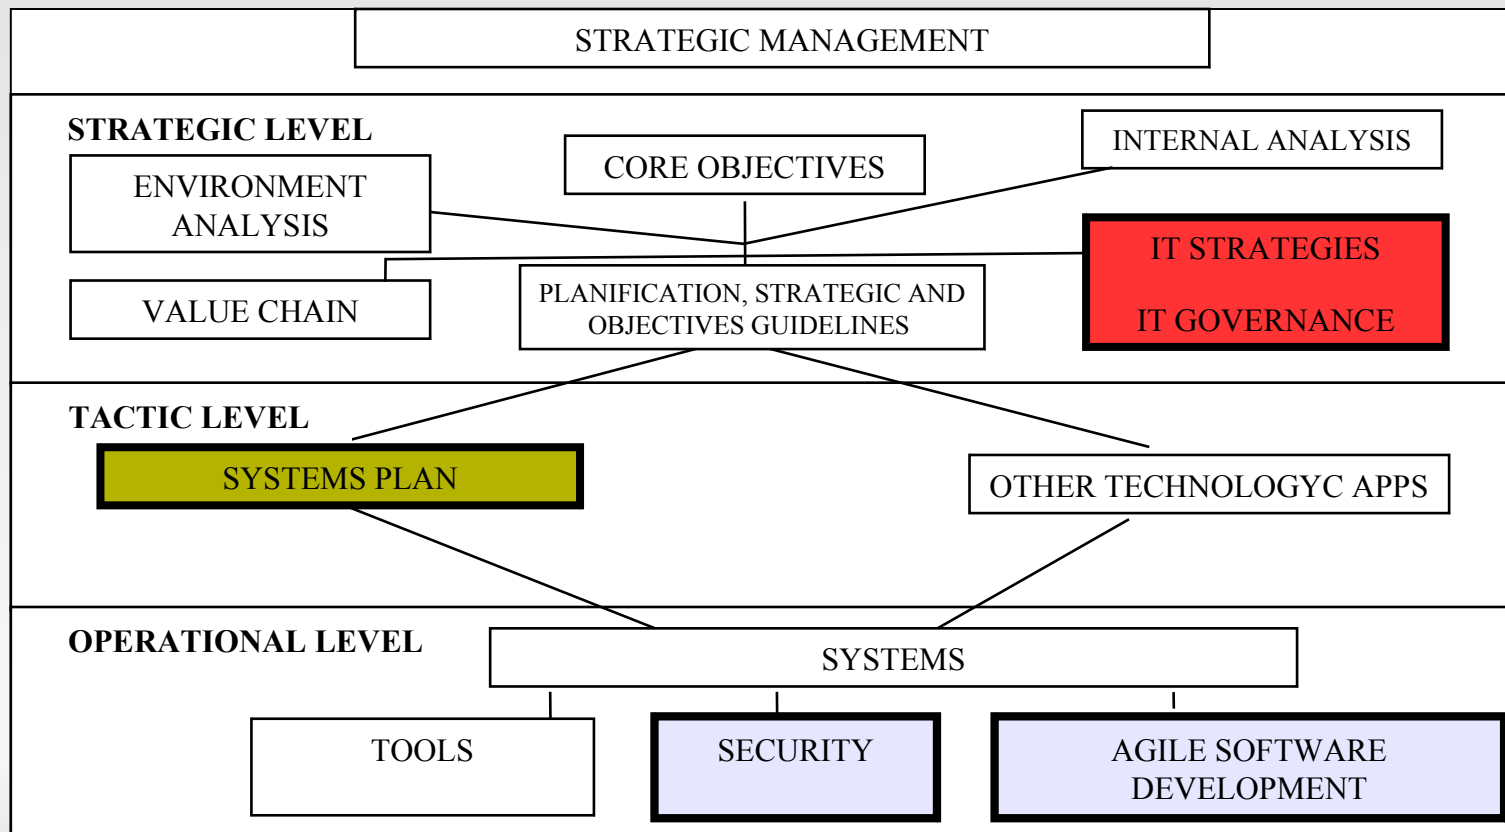 STRATEGIC MANAGEMENT
STRATEGIC LEVEL
ENVIRONMENT
ANALYSIS
CORE OBJECTIVES
INTERNAL ANALYSIS
VALUE CHAIN
PLANIFICATION, STRATEGIC AND
OBJECTIVES GUIDELINES
IT STRATEGIES
IT GOVERNANCE
TACTIC LEVEL
SYSTEMS PLAN
OTHER TECHNOLOGYC APPS
OPERATIONAL LEVEL
SYSTEMS
TOOLS
SECURITY
AGILE SOFTWARE
DEVELOPMENT